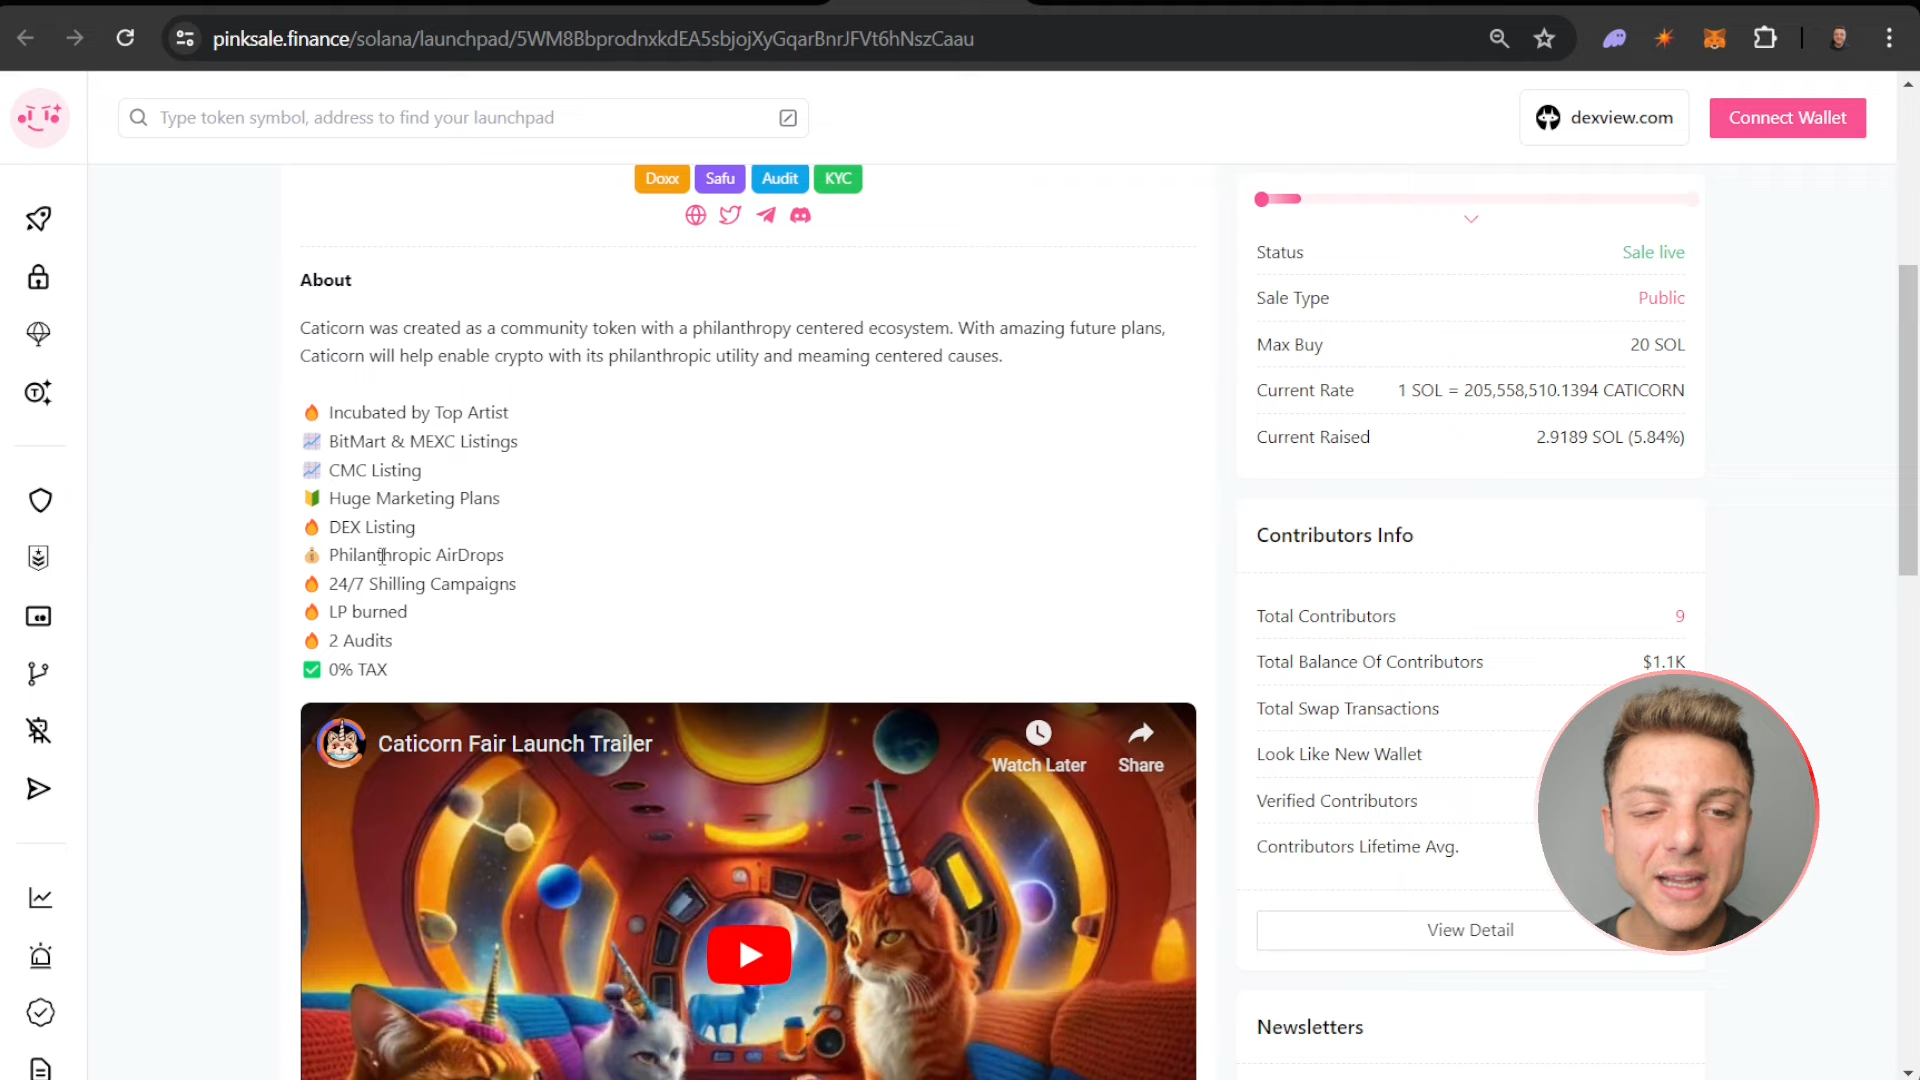 pinksale.finance/solana/launchpad/5WM8BbprodnxkdEA5sbjojXyGqarBnrJFVt6hNszCaau
Type token symbol, address to find your launchpad
dexview.com
Connect Wallet
Doxx
Safu
Audit
KYC
About
Caticorn was created as a community token with a philanthropy centered ecosystem. With amazing future plans,
Caticorn will help enable crypto with its philanthropic utility and meaming centered causes.
🔥 Incubated by Top Artist
📈 BitMart & MEXC Listings
📈 CMC Listing
🔰 Huge Marketing Plans
🔥 DEX Listing
💰 Philanthropic AirDrops
🔥 24/7 Shilling Campaigns
🔥 LP burned
🔥 2 Audits
✅ 0% TAX
Caticorn Fair Launch Trailer
Watch Later
Share
Status Sale live
Sale Type Public
Max Buy 20 SOL
Current Rate 1 SOL = 205,558,510.1394 CATICORN
Current Raised 2.9189 SOL (5.84%)
Contributors Info
Total Contributors 9
Total Balance Of Contributors $1.1K
Total Swap Transactions
Look Like New Wallet
Verified Contributors
Contributors Lifetime Avg.
View Detail
Newsletters